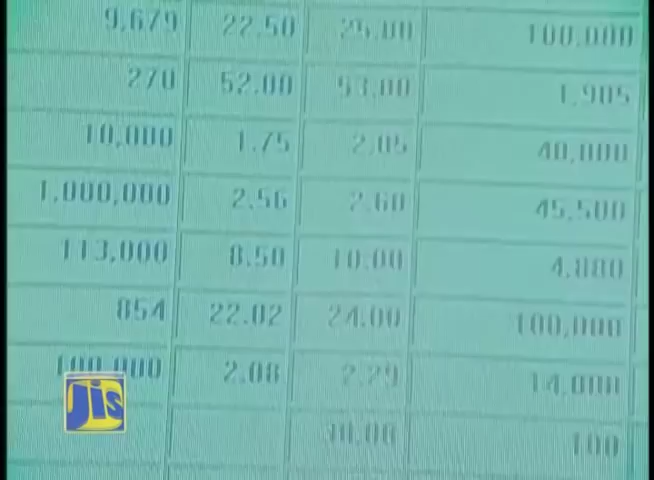 9,679 22.50 25.00 100,000
270 52.00 53.00 1,905
10,000 1.75 2.05 40,000
1,000,000 2.56 2.60 45,500
113,000 8.50 10.00 4,880
854 22.02 24.00 100,000
100,000 2.08 2.29 14,000
100
jis